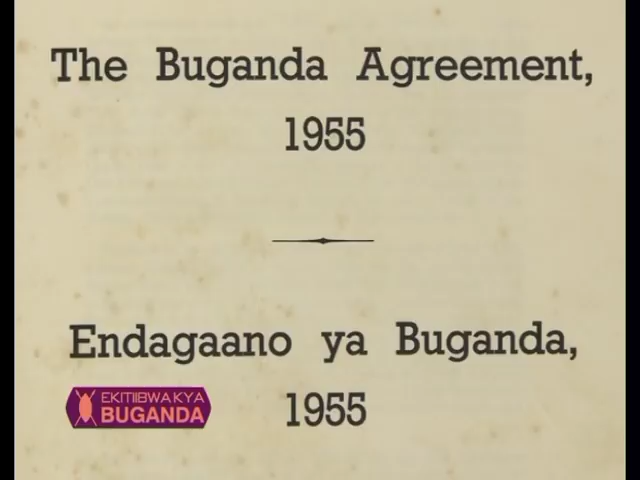 The Buganda Agreement,
1955
Endagaano ya Buganda,
1955
EKITIIBWA KYA
BUGANDA